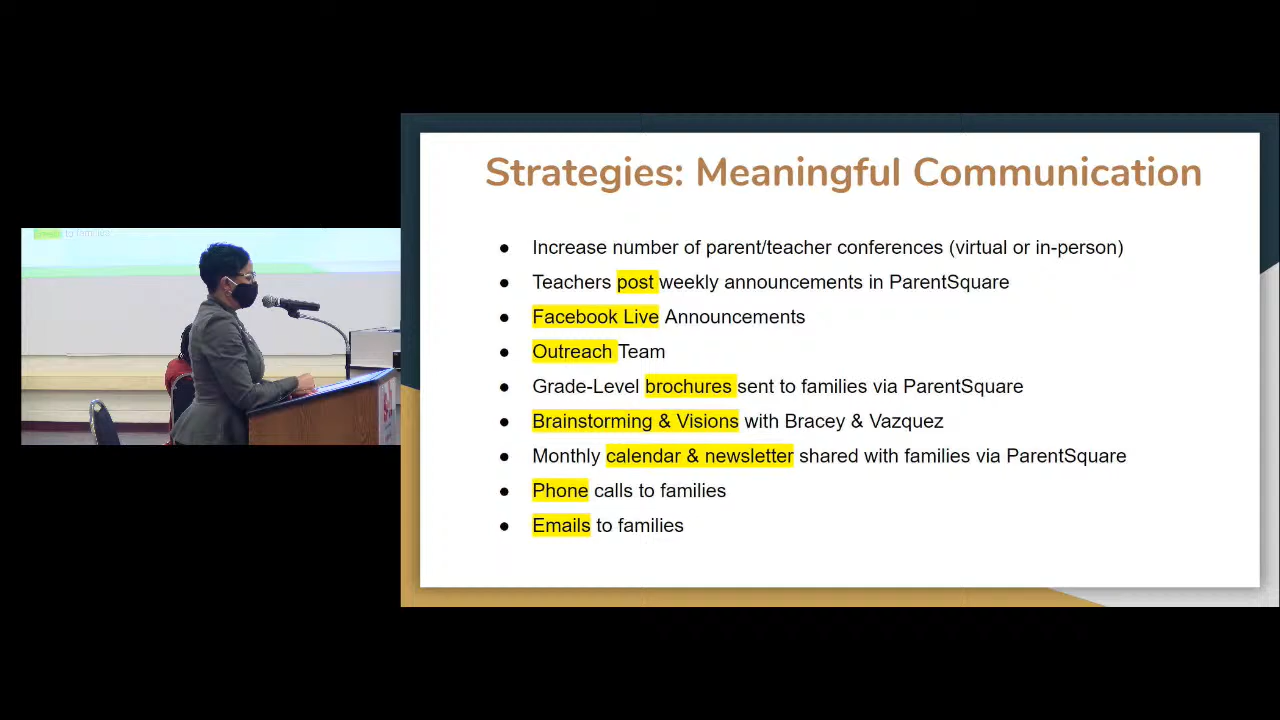 Strategies: Meaningful Communication
● Increase number of parent/teacher conferences (virtual or in-person)
● Teachers post weekly announcements in ParentSquare
● Facebook Live Announcements
● Outreach Team
● Grade-Level brochures sent to families via ParentSquare
● Brainstorming & Visions with Bracey & Vazquez
● Monthly calendar & newsletter shared with families via ParentSquare
● Phone calls to families
● Emails to families